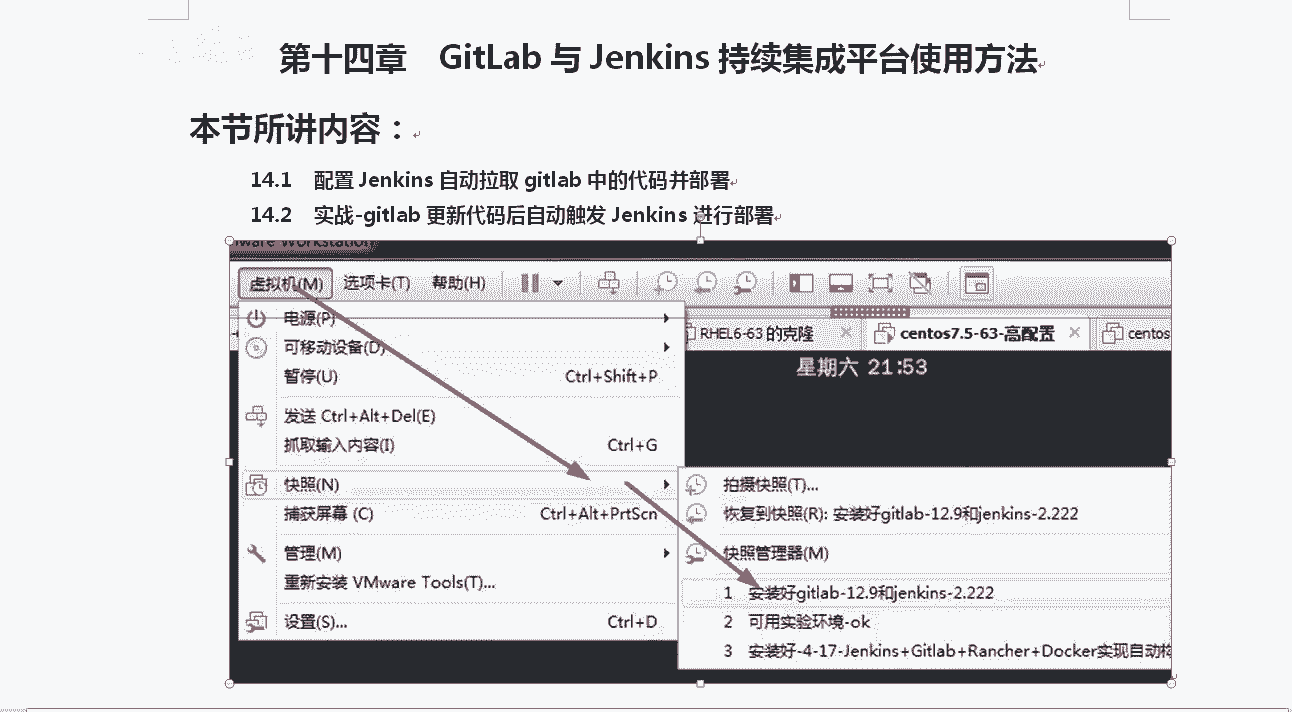 第十四章 GitLab 与 Jenkins 持续集成平台使用方法
本节所讲内容：
14.1 配置 Jenkins 自动拉取 gitlab 中的代码并部署
14.2 实战-gitlab 更新代码后自动触发 Jenkins 进行部署
ware Workstation
虚拟机(M) 选项卡(T) 帮助(H)
RHEL6-63 的克隆 centos7.5-63-高配置 centos
星期六 21:53
电源(P)
可移动设备(D)
暂停(U) Ctrl+Shift+P
发送 Ctrl+Alt+Del(E)
抓取输入内容(I) Ctrl+G
快照(N)
捕获屏幕 (C) Ctrl+Alt+PrtScn
管理(M)
重新安装 VMware Tools(T)...
设置(S)... Ctrl+D
拍摄快照(T)...
恢复到快照(R): 安装好gitlab-12.9和jenkins-2.222
快照管理器(M)
1 安装好gitlab-12.9和jenkins-2.222
2 可用实验环境-ok
3 安装好-4-17-Jenkins+Gitlab+Rancher+Docker实现自动构